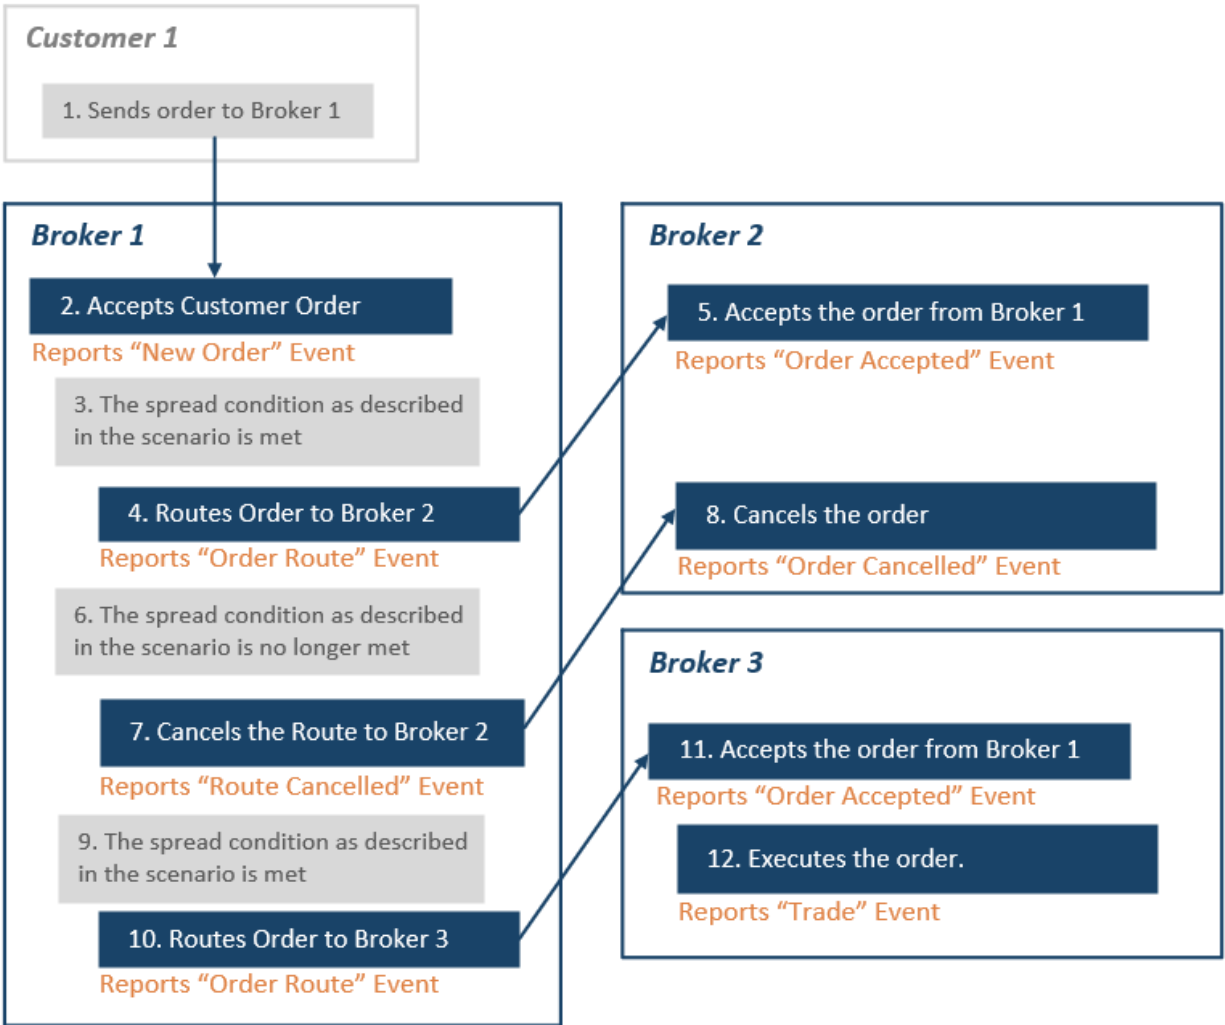 Customer 1
1. Sends order to Broker 1
Broker 1
2. Accepts Customer Order
Reports “New Order” Event
3. The spread condition as described
in the scenario is met
4. Routes Order to Broker 2
Reports “Order Route” Event
6. The spread condition as described
in the scenario is no longer met
7. Cancels the Route to Broker 2
Reports “Route Cancelled” Event
9. The spread condition as described
in the scenario is met
10. Routes Order to Broker 3
Reports “Order Route” Event
Broker 2
5. Accepts the order from Broker 1
Reports “Order Accepted” Event
8. Cancels the order
Reports “Order Cancelled” Event
Broker 3
11. Accepts the order from Broker 1
Reports “Order Accepted” Event
12. Executes the order.
Reports “Trade” Event